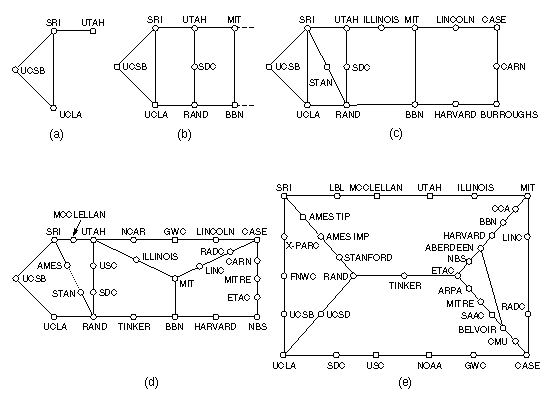 SRI UTAH
UCSB
UCLA
(a)
SRI UTAH MIT
UCSB SDC
UCLA RAND BBN
(b)
SRI UTAH ILLINOIS MIT LINCOLN CASE
UCSB SDC CARN
STAN
UCLA RAND BBN HARVARD BURROUGHS
(c)
MCCLELLAN
SRI UTAH NCAR GWC LINCOLN CASE
RADC
ILLINOIS CARN
AMES USC LINC
UCSB MIT MITRE
STAN SDC ETAC
UCLA RAND TINKER BBN HARVARD NBS
(d)
SRI LBL MCCLELLAN UTAH ILLINOIS MIT
CCA
AMES TIP BBN
AMES IMP HARVARD LINC
X-PARC ABERDEEN
STANFORD NBS
FNWC RAND ETAC
TINKER
ARPA
MITRE RADC
UCSB UCSD SAAC
BELVOIR
CMU
UCLA SDC USC NOAA GWC CASE
(e)